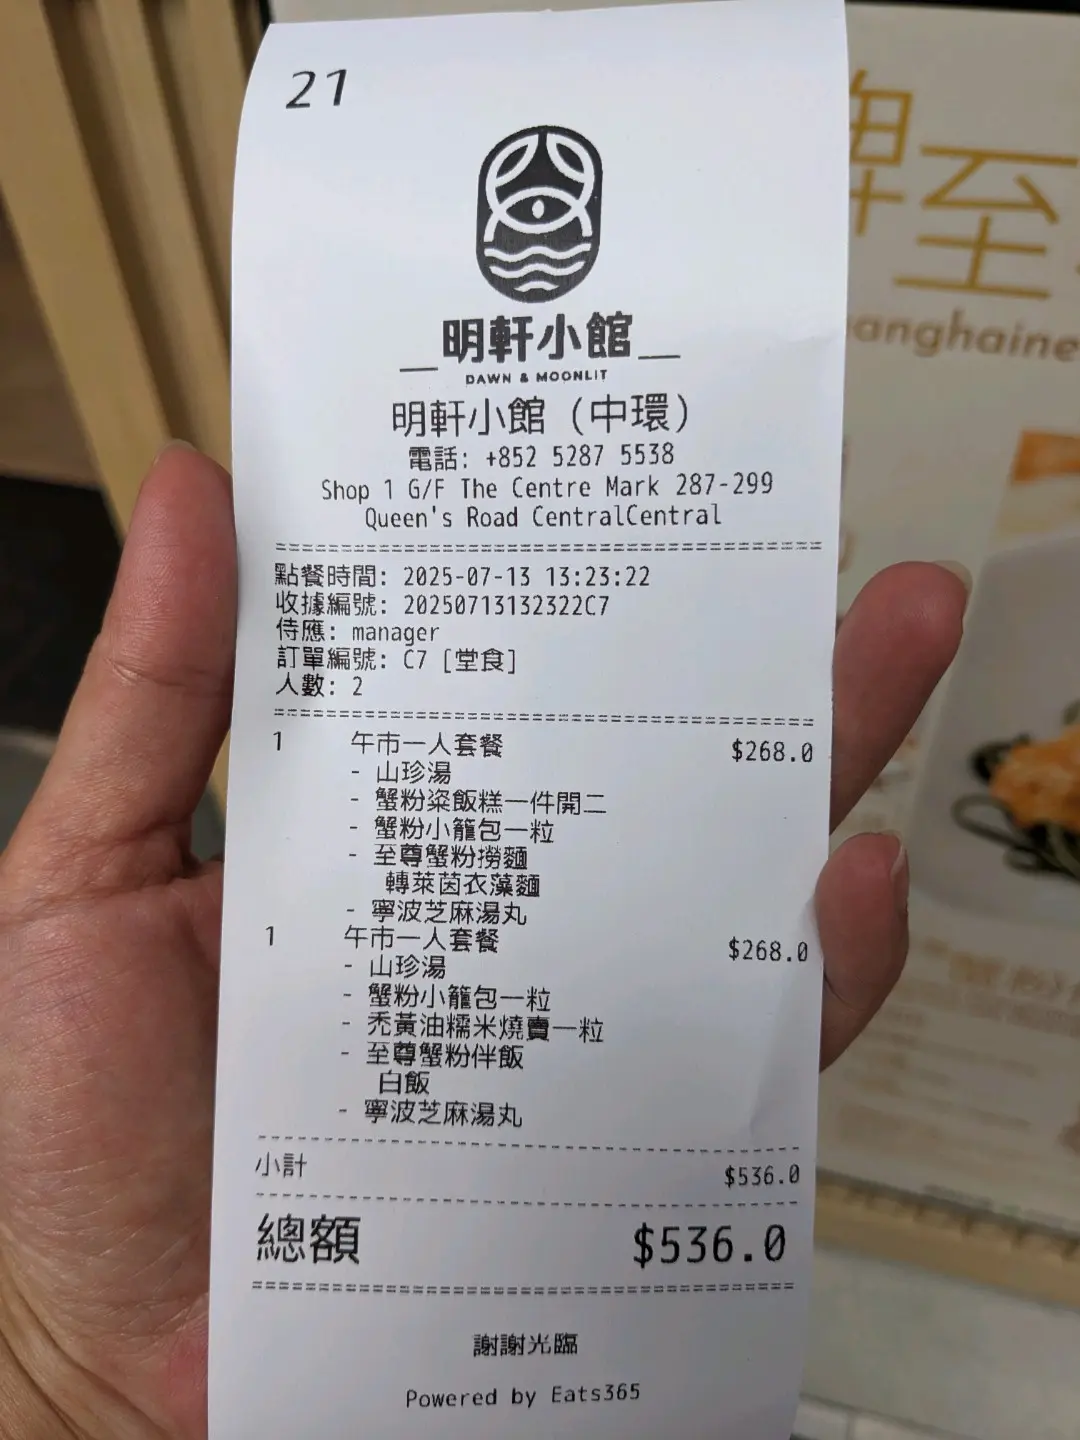 21
明軒小館
DAWN & MOONLIT
明軒小館 (中環)
電話: +852 5287 5538
Shop 1 G/F The Centre Mark 287-299
Queen's Road CentralCentral
點餐時間: 2025-07-13 13:23:22
收據編號: 20250713132322C7
侍應: manager
訂單編號: C7 [堂食]
人數: 2
1 午市一人套餐 $268.0
- 山珍湯
- 蟹粉粢飯糕一件開二
- 蟹粉小籠包一粒
- 至尊蟹粉撈麵
轉萊茵衣藻麵
- 寧波芝麻湯丸
1 午市一人套餐 $268.0
- 山珍湯
- 蟹粉小籠包一粒
- 禿黃油糯米燒賣一粒
- 至尊蟹粉伴飯
白飯
- 寧波芝麻湯丸
小計 $536.0
總額 $536.0
謝謝光臨
Powered by Eats365
至
anghaine